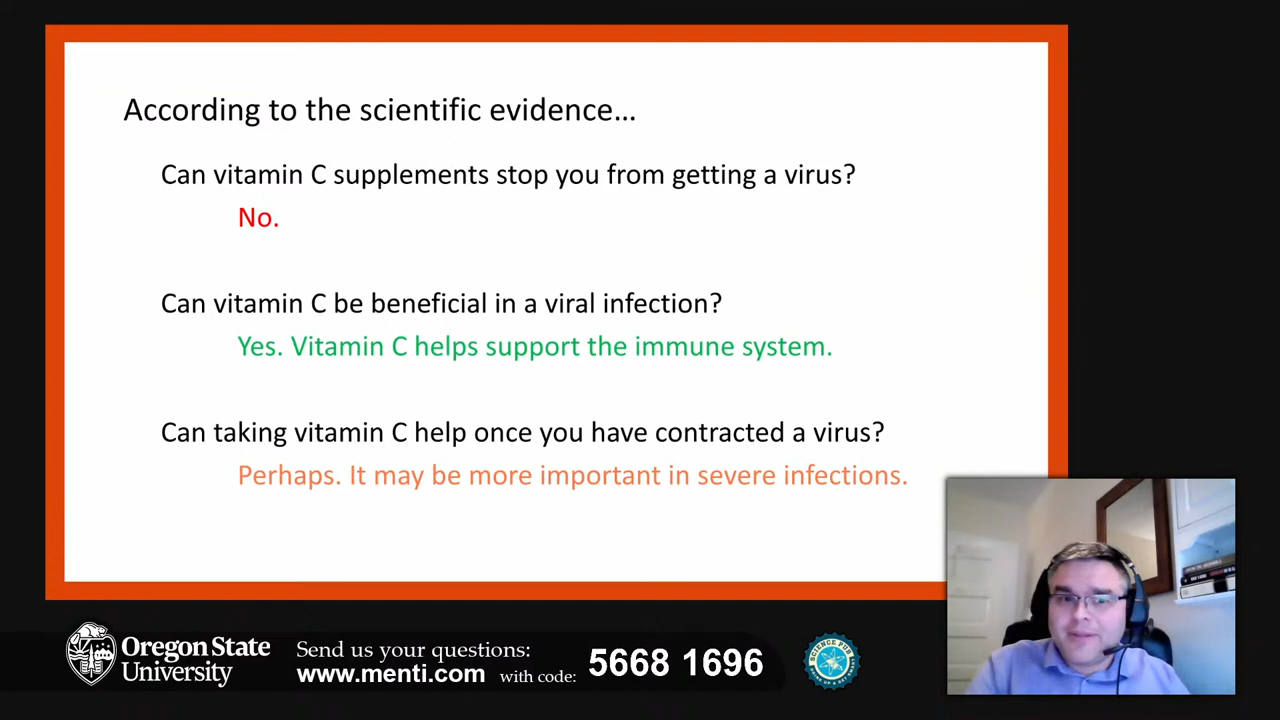 According to the scientific evidence...
Can vitamin C supplements stop you from getting a virus?
No.
Can vitamin C be beneficial in a viral infection?
Yes. Vitamin C helps support the immune system.
Can taking vitamin C help once you have contracted a virus?
Perhaps. It may be more important in severe infections.
Oregon State
University
Send us your questions:
www.menti.com with code:
5668 1696
SCIENCE PUB